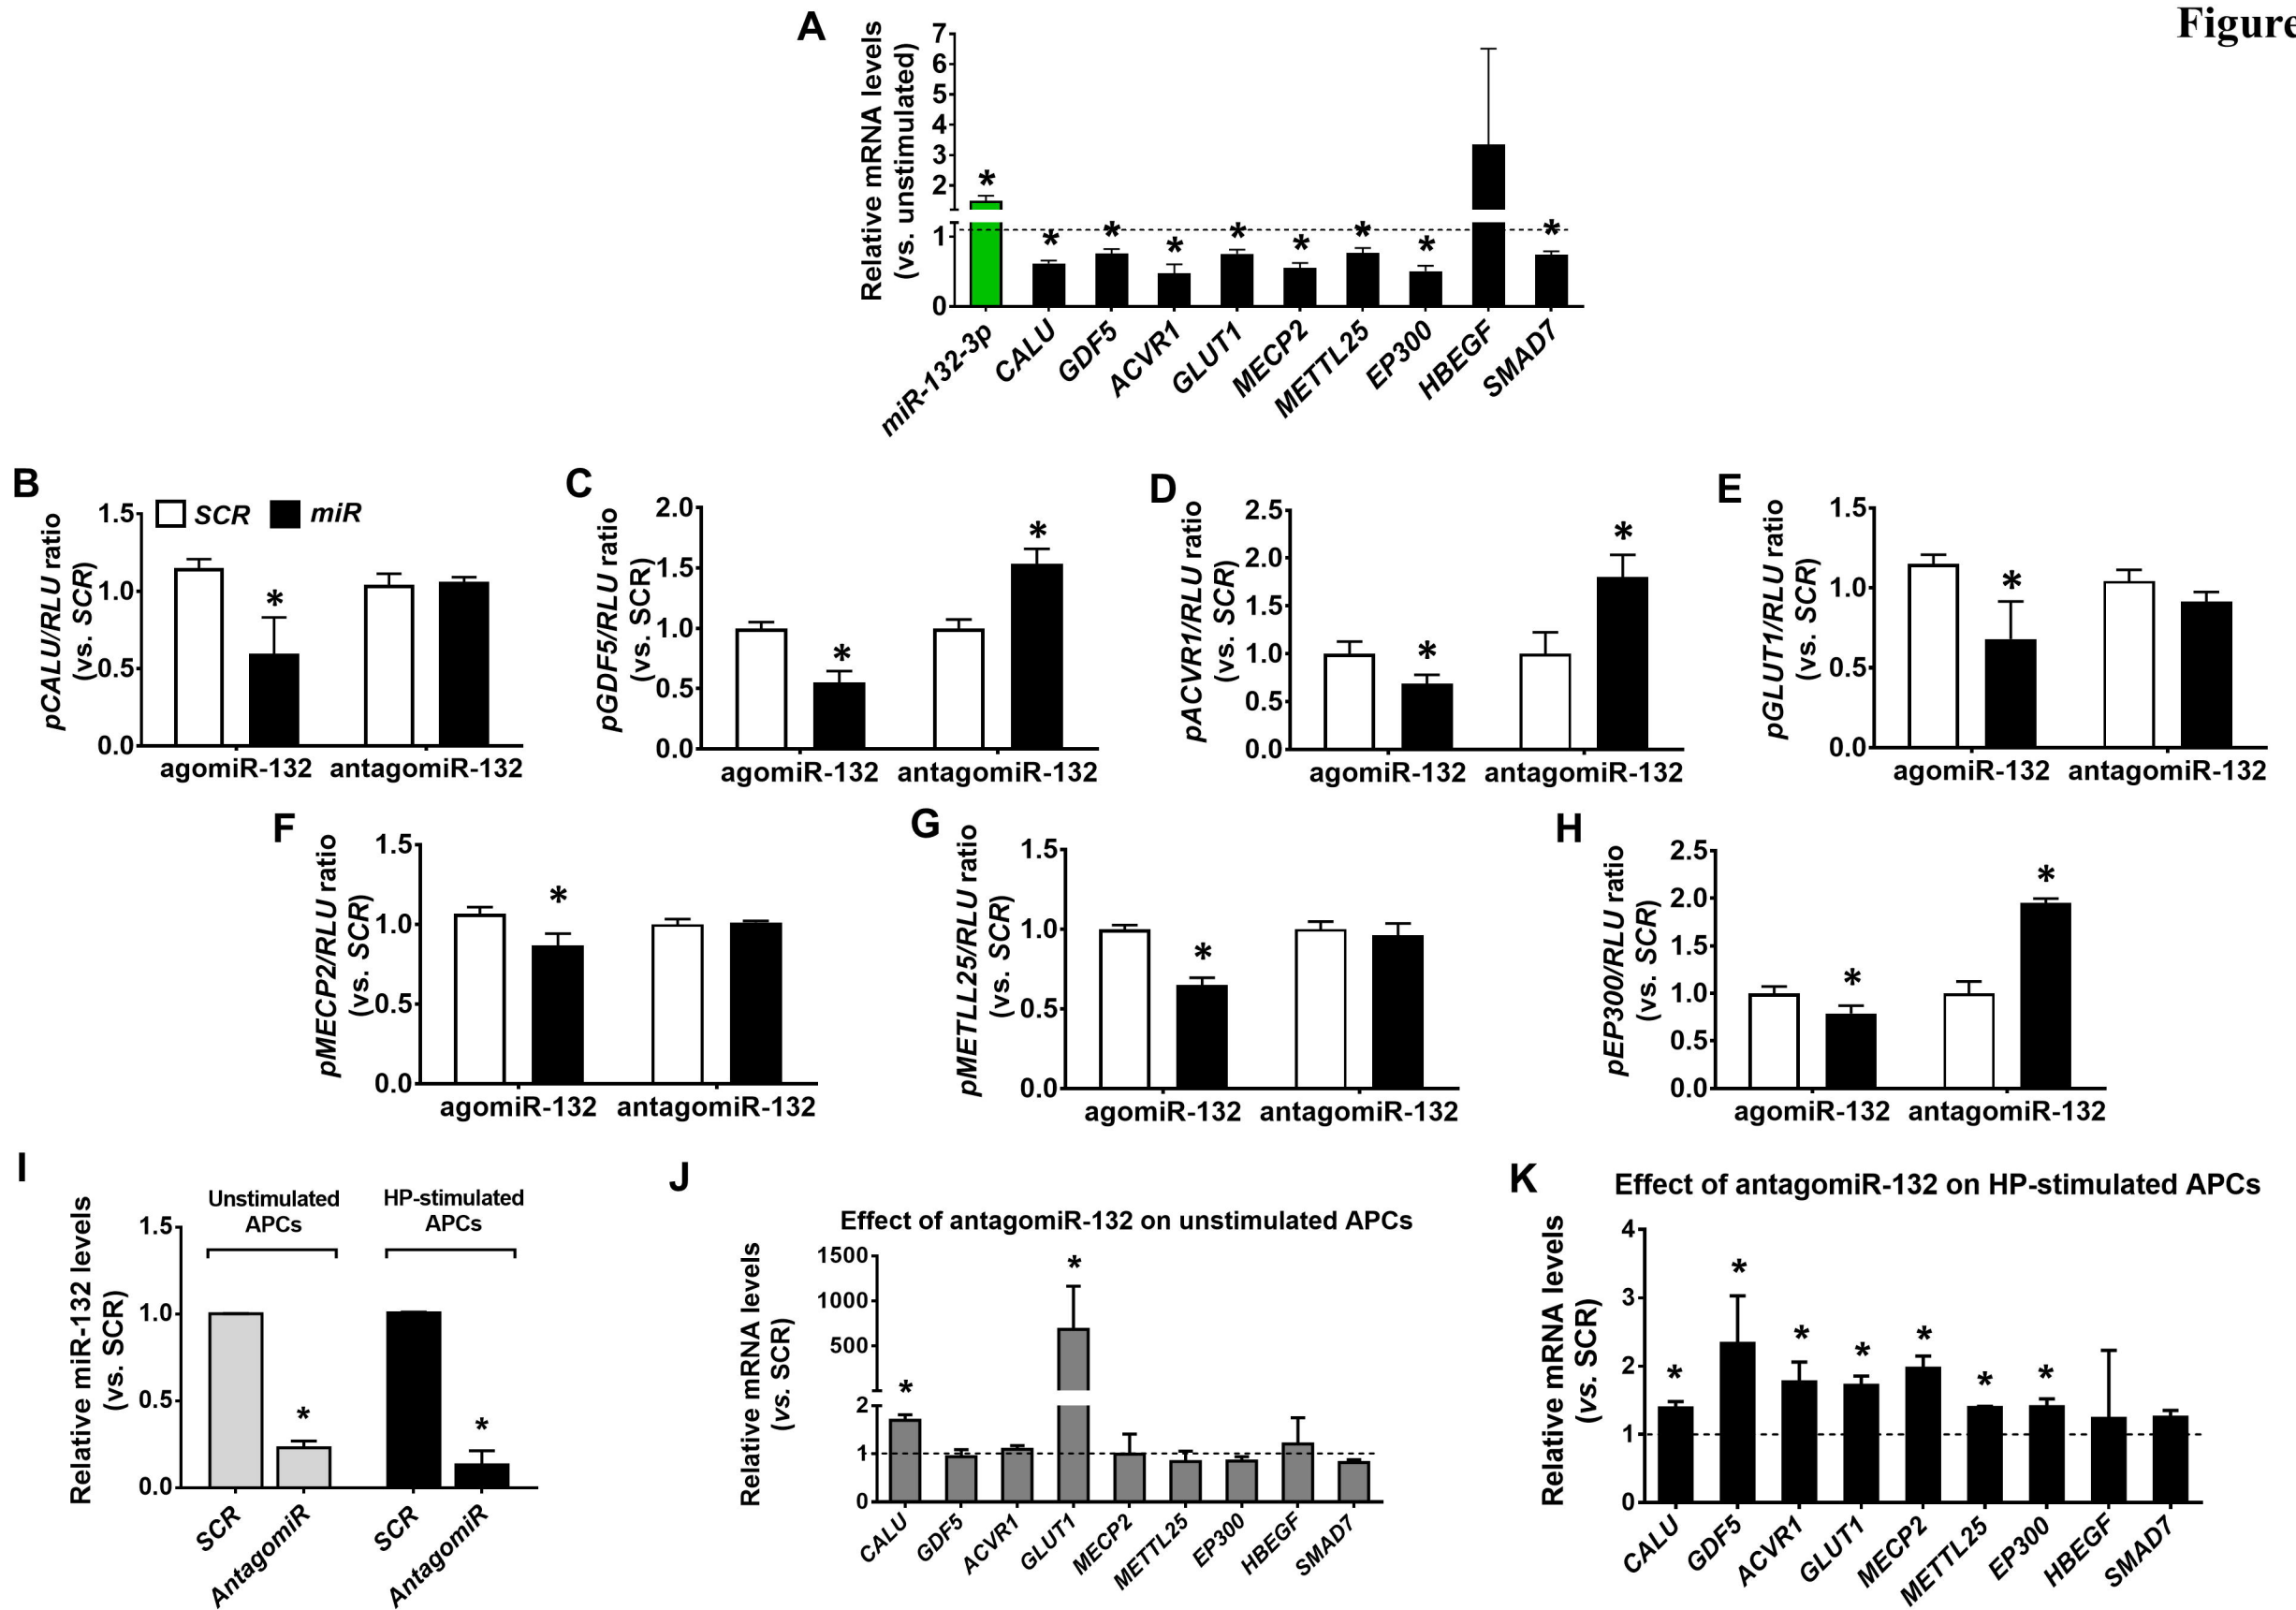 Figure
A
Relative mRNA levels
(vs. unstimulated)
7
6
5
4
3
2
1
0
*
*
*
*
*
*
*
*
*
miR-132-3p
CALU
GDF5
ACVR1
GLUT1
MECP2
METTL25
EP300
HBEGF
SMAD7
B
pCALU/RLU ratio
(vs. SCR)
1.5
1.0
0.5
0.0
SCR
miR
*
agomiR-132
antagomiR-132
C
pGDF5/RLU ratio
(vs. SCR)
2.0
1.5
1.0
0.5
0.0
*
*
agomiR-132
antagomiR-132
D
pACVR1/RLU ratio
(vs. SCR)
2.5
2.0
1.5
1.0
0.5
0.0
*
*
agomiR-132
antagomiR-132
E
pGLUT1/RLU ratio
(vs. SCR)
1.5
1.0
0.5
0.0
*
agomiR-132
antagomiR-132
F
pMECP2/RLU ratio
(vs. SCR)
1.5
1.0
0.5
0.0
*
agomiR-132
antagomiR-132
G
pMETLL25/RLU ratio
(vs. SCR)
1.5
1.0
0.5
0.0
*
agomiR-132
antagomiR-132
H
pEP300/RLU ratio
(vs. SCR)
2.5
2.0
1.5
1.0
0.5
0.0
*
*
agomiR-132
antagomiR-132
I
Relative miR-132 levels
(vs. SCR)
Unstimulated
APCs
HP-stimulated
APCs
1.5
1.0
0.5
0.0
*
*
SCR
AntagomiR
SCR
AntagomiR
J
Effect of antagomiR-132 on unstimulated APCs
Relative mRNA levels
(vs. SCR)
1500
1000
500
2
1
0
*
*
CALU
GDF5
ACVR1
GLUT1
MECP2
METTL25
EP300
HBEGF
SMAD7
K
Effect of antagomiR-132 on HP-stimulated APCs
Relative mRNA levels
(vs. SCR)
4
3
2
1
0
*
*
*
*
*
*
*
CALU
GDF5
ACVR1
GLUT1
MECP2
METTL25
EP300
HBEGF
SMAD7